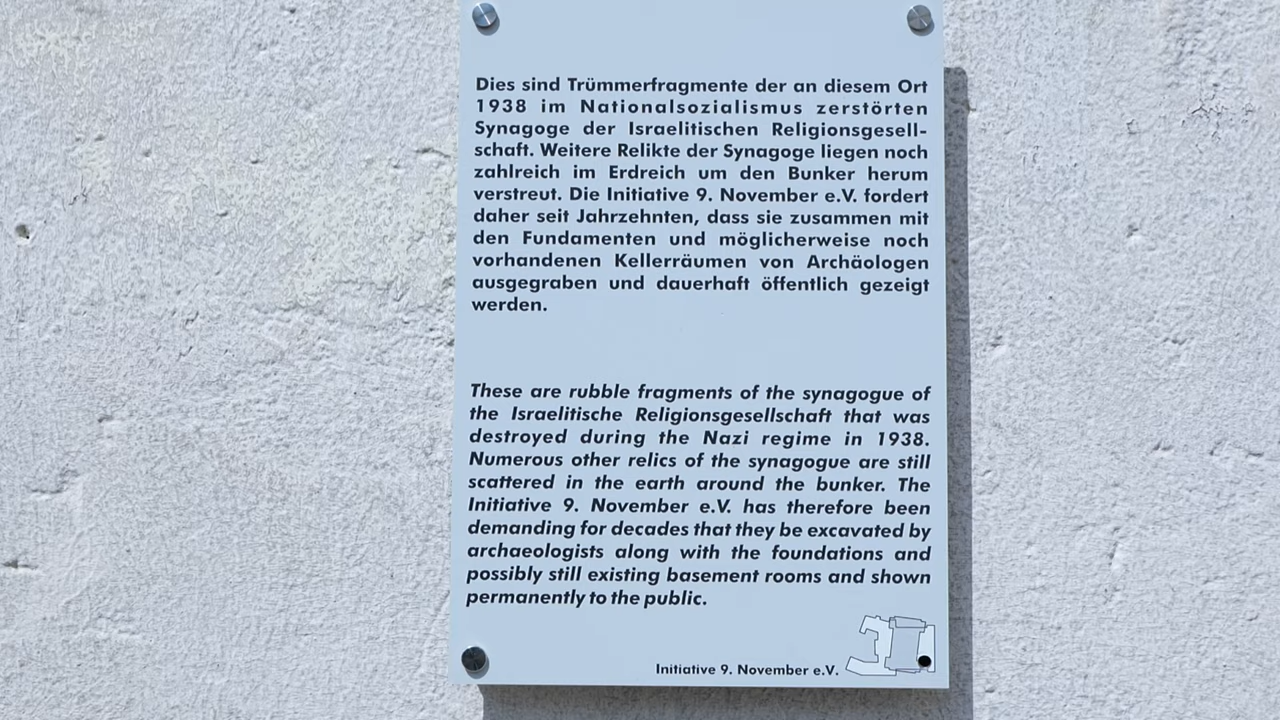 Dies sind Trümmerfragmente der an diesem Ort
1938 im Nationalsozialismus zerstörten
Synagoge der Israelitischen Religionsgesell-
schaft. Weitere Relikte der Synagoge liegen noch
zahlreich im Erdreich um den Bunker herum
verstreut. Die Initiative 9. November e.V. fordert
daher seit Jahrzehnten, dass sie zusammen mit
den Fundamenten und möglicherweise noch
vorhandenen Kellerräumen von Archäologen
ausgegraben und dauerhaft öffentlich gezeigt
werden.
These are rubble fragments of the synagogue of
the Israelitische Religionsgesellschaft that was
destroyed during the Nazi regime in 1938.
Numerous other relics of the synagogue are still
scattered in the earth around the bunker. The
Initiative 9. November e.V. has therefore been
demanding for decades that they be excavated by
archaeologists along with the foundations and
possibly still existing basement rooms and shown
permanently to the public.
Initiative 9. November e.V.